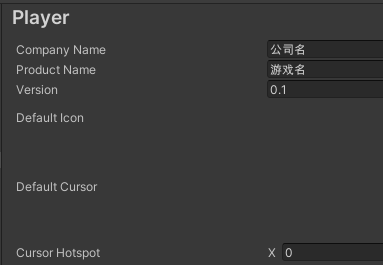 Player
Company Name 公司名
Product Name 游戏名
Version 0.1
Default Icon
Default Cursor
Cursor Hotspot X 0